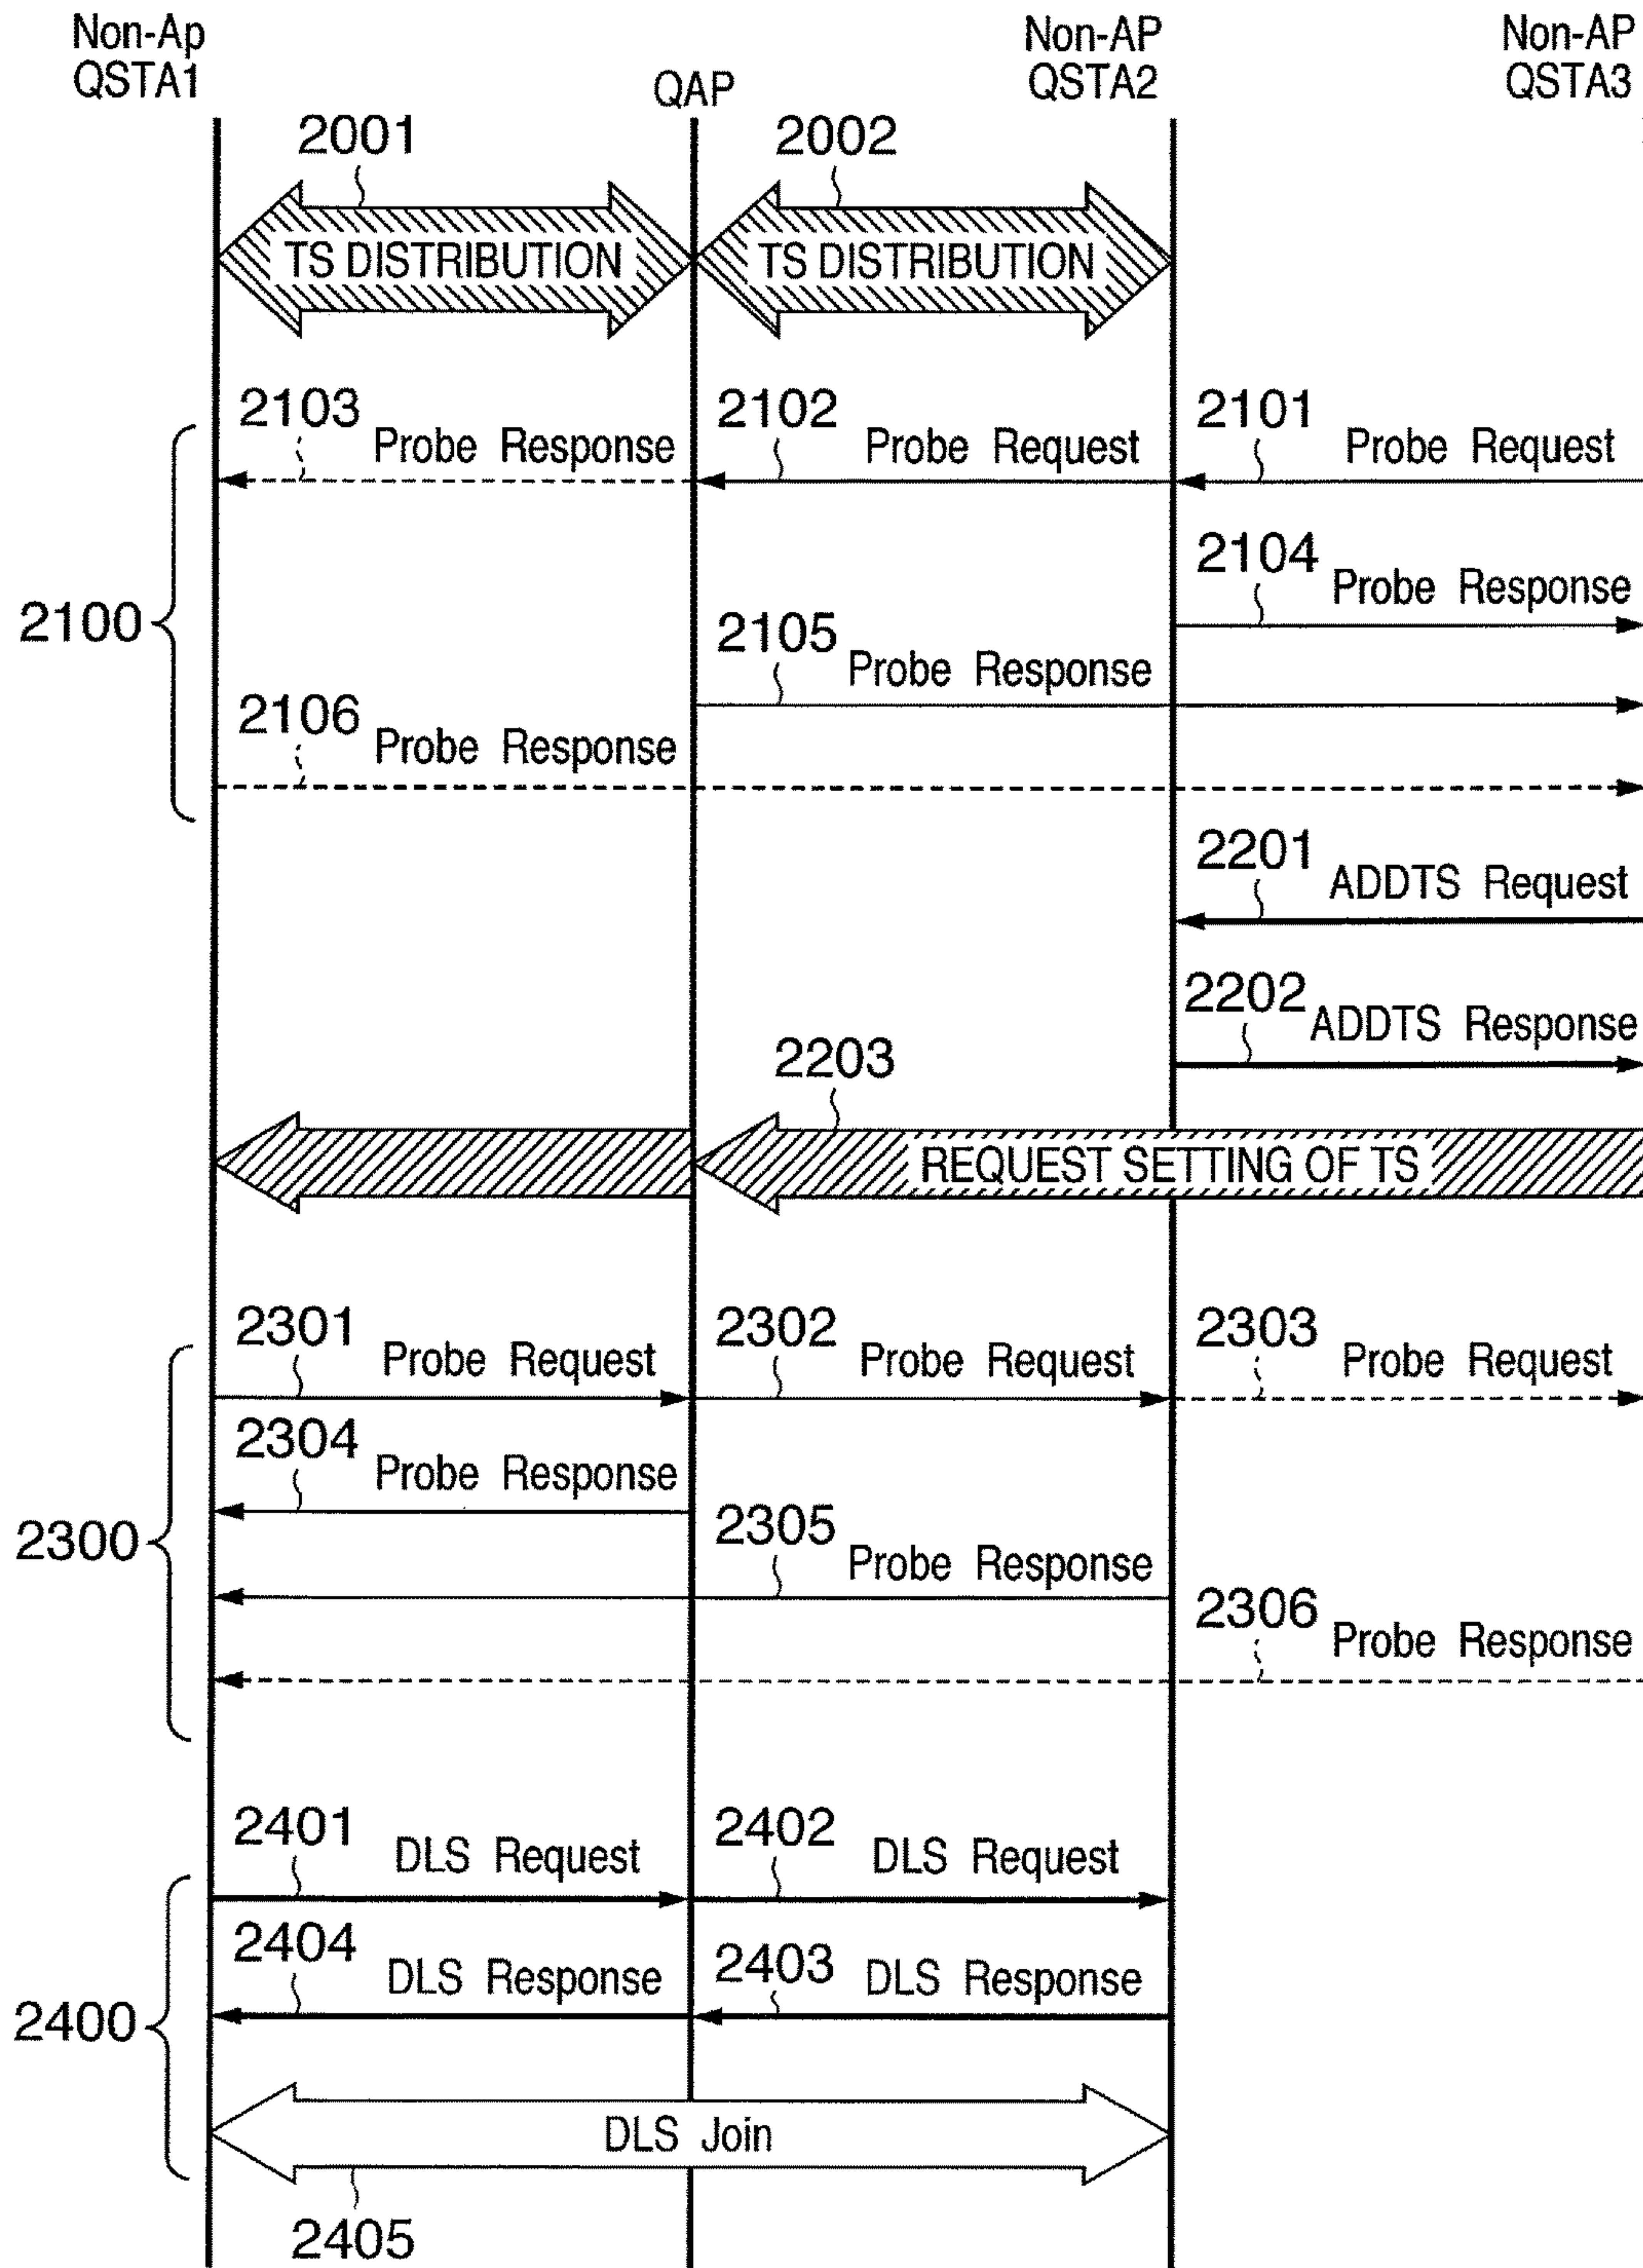 Non-Ap
QSTA1
QAP
Non-AP
QSTA2
Non-AP
QSTA3
2001
2002
TS DISTRIBUTION
TS DISTRIBUTION
2103
Probe Response
2102
Probe Request
2101
Probe Request
2104
Probe Response
2100
2105
Probe Response
2106
Probe Response
2201
ADDTS Request
2202
ADDTS Response
2203
REQUEST SETTING OF TS
2301
Probe Request
2302
Probe Request
2303
Probe Request
2304
Probe Response
2300
2305
Probe Response
2306
Probe Response
2401
DLS Request
2402
DLS Request
2404
DLS Response
2403
DLS Response
2400
DLS Join
2405